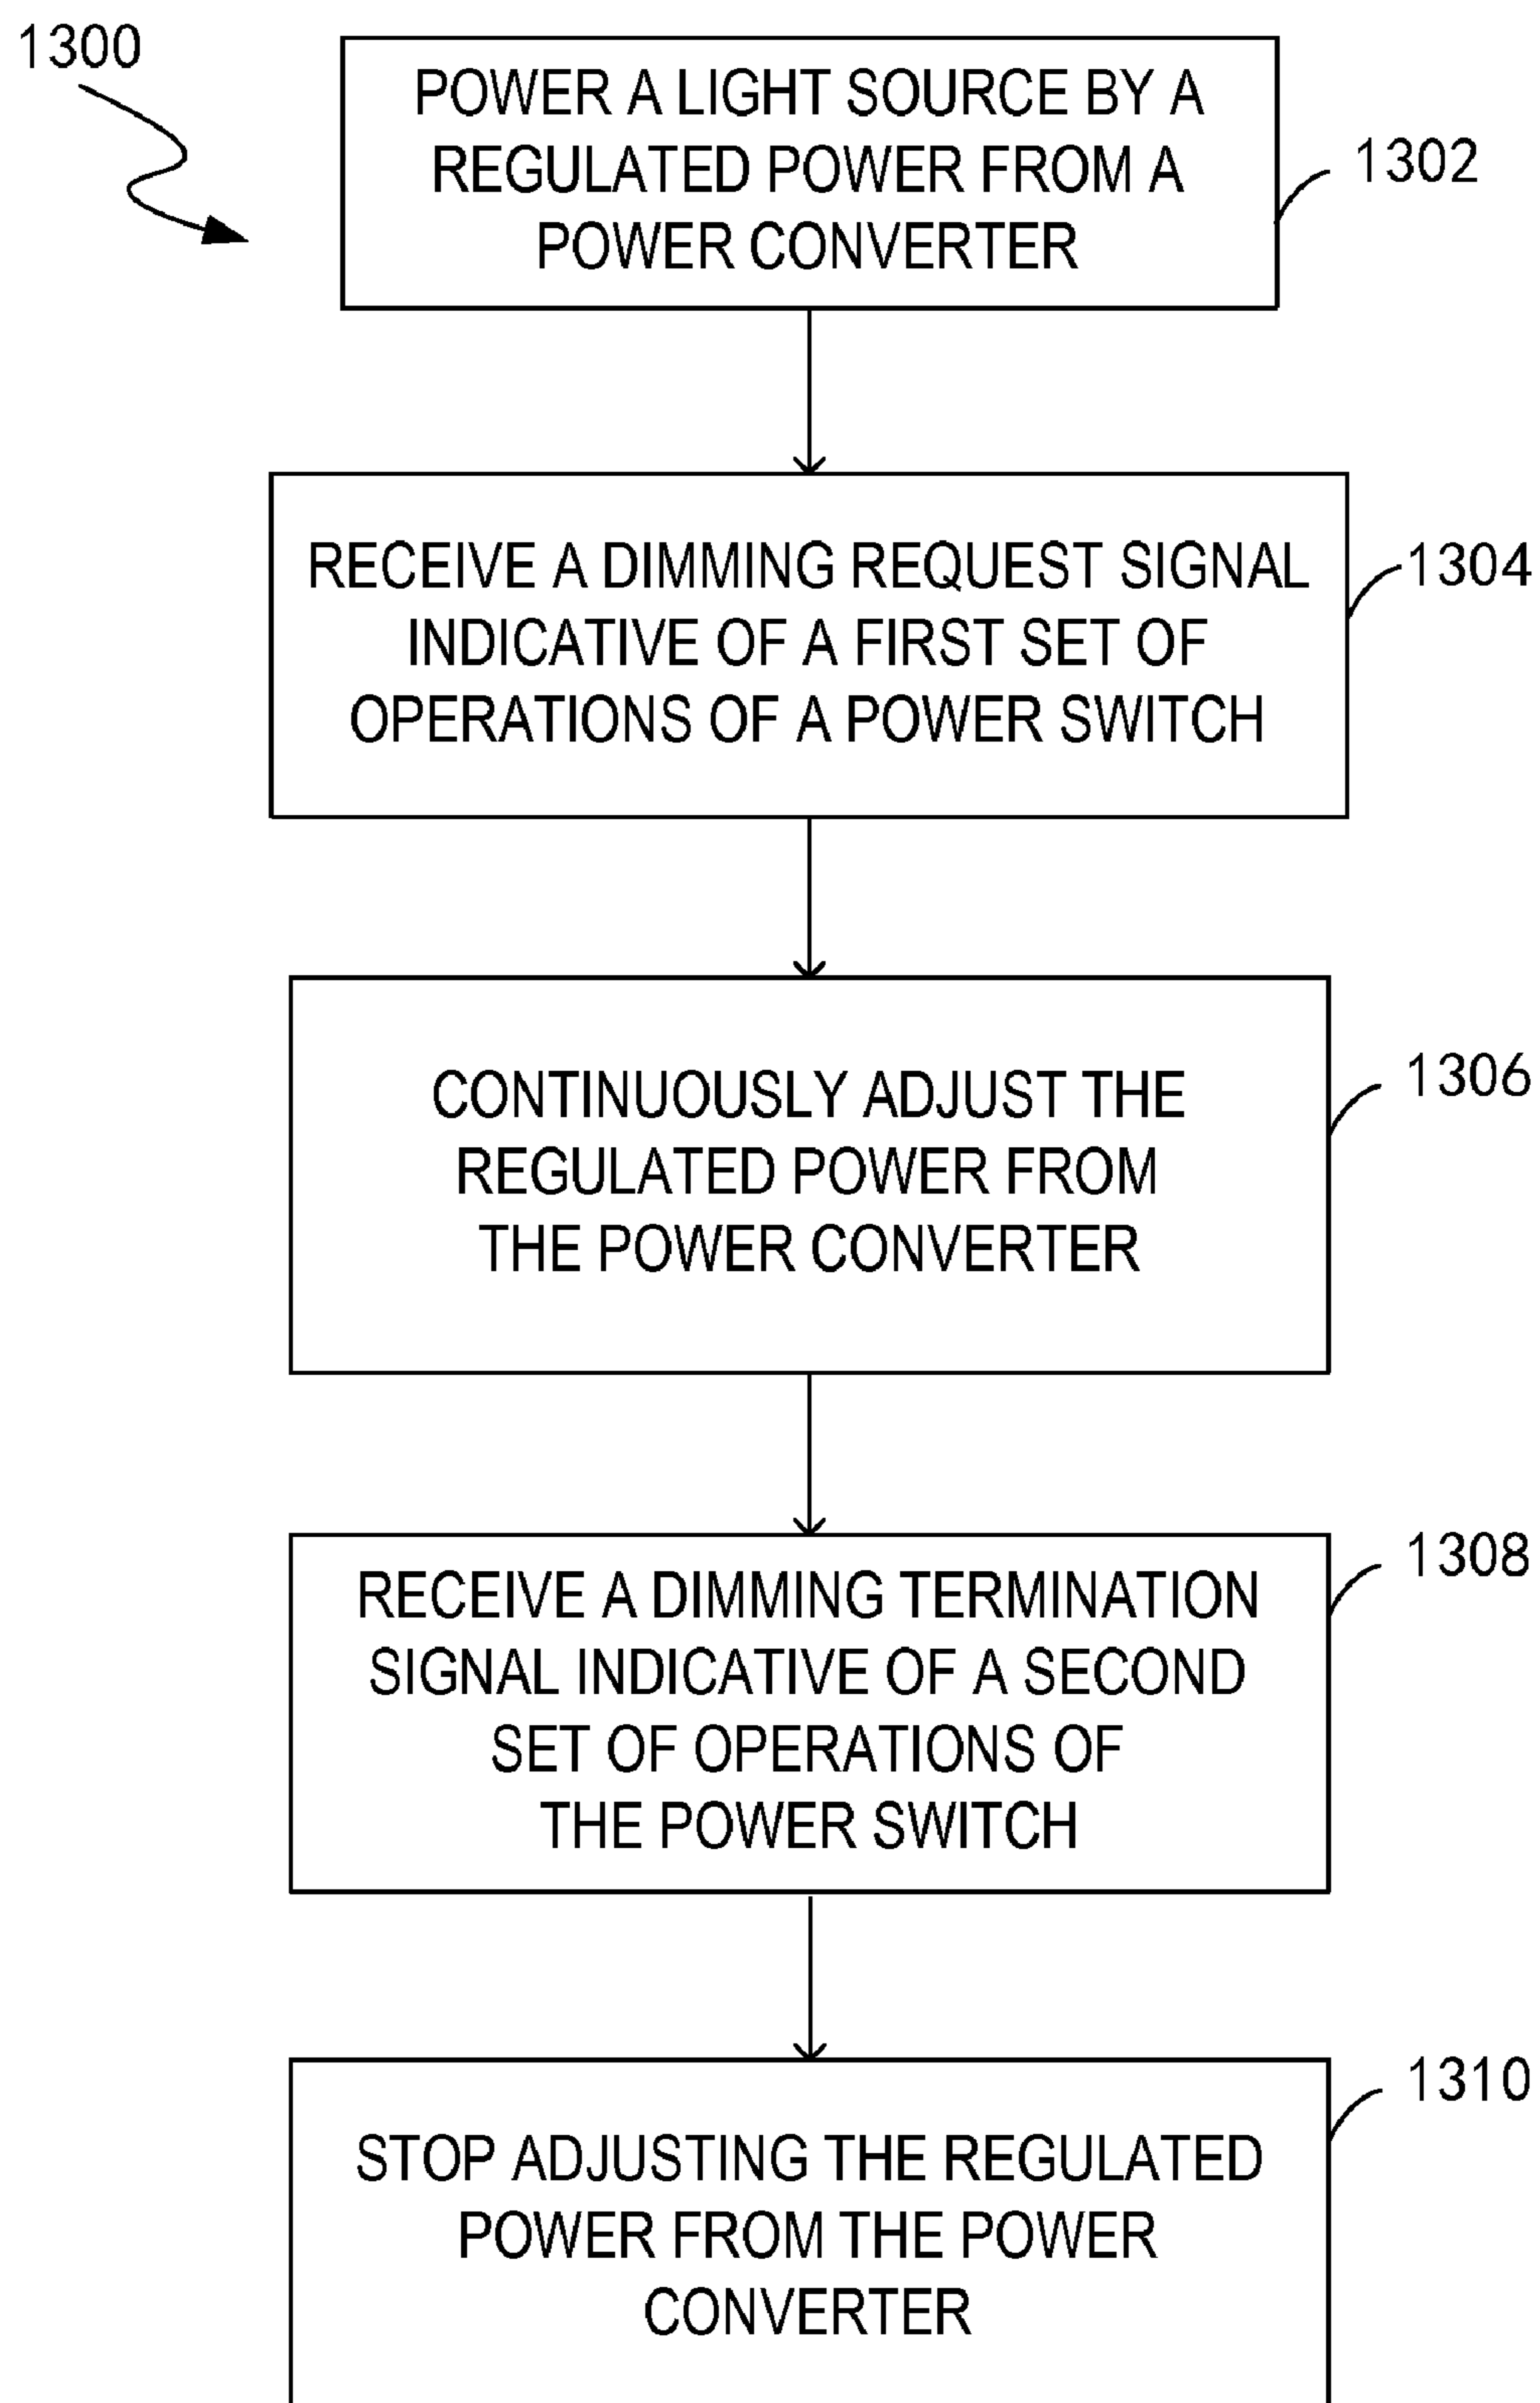 1300
POWER A LIGHT SOURCE BY A
REGULATED POWER FROM A
POWER CONVERTER
1302
RECEIVE A DIMMING REQUEST SIGNAL
INDICATIVE OF A FIRST SET OF
OPERATIONS OF A POWER SWITCH
1304
CONTINUOUSLY ADJUST THE
REGULATED POWER FROM
THE POWER CONVERTER
1306
RECEIVE A DIMMING TERMINATION
SIGNAL INDICATIVE OF A SECOND
SET OF OPERATIONS OF
THE POWER SWITCH
1308
STOP ADJUSTING THE REGULATED
POWER FROM THE POWER
CONVERTER
1310